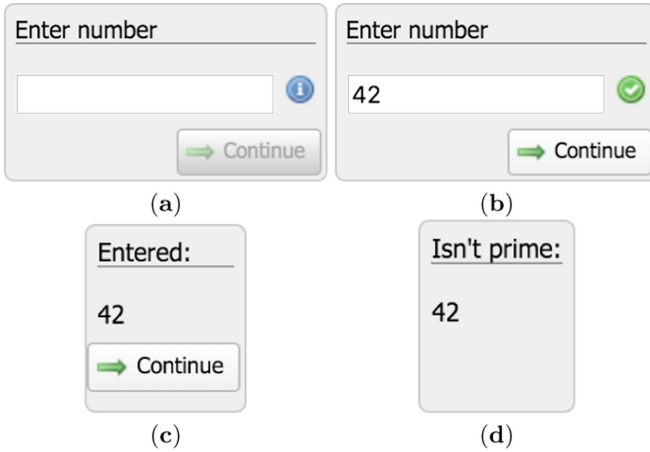 Enter number
Continue
(a)
Enter number
42
Continue
(b)
Entered:
42
Continue
(c)
Isn't prime:
42
(d)